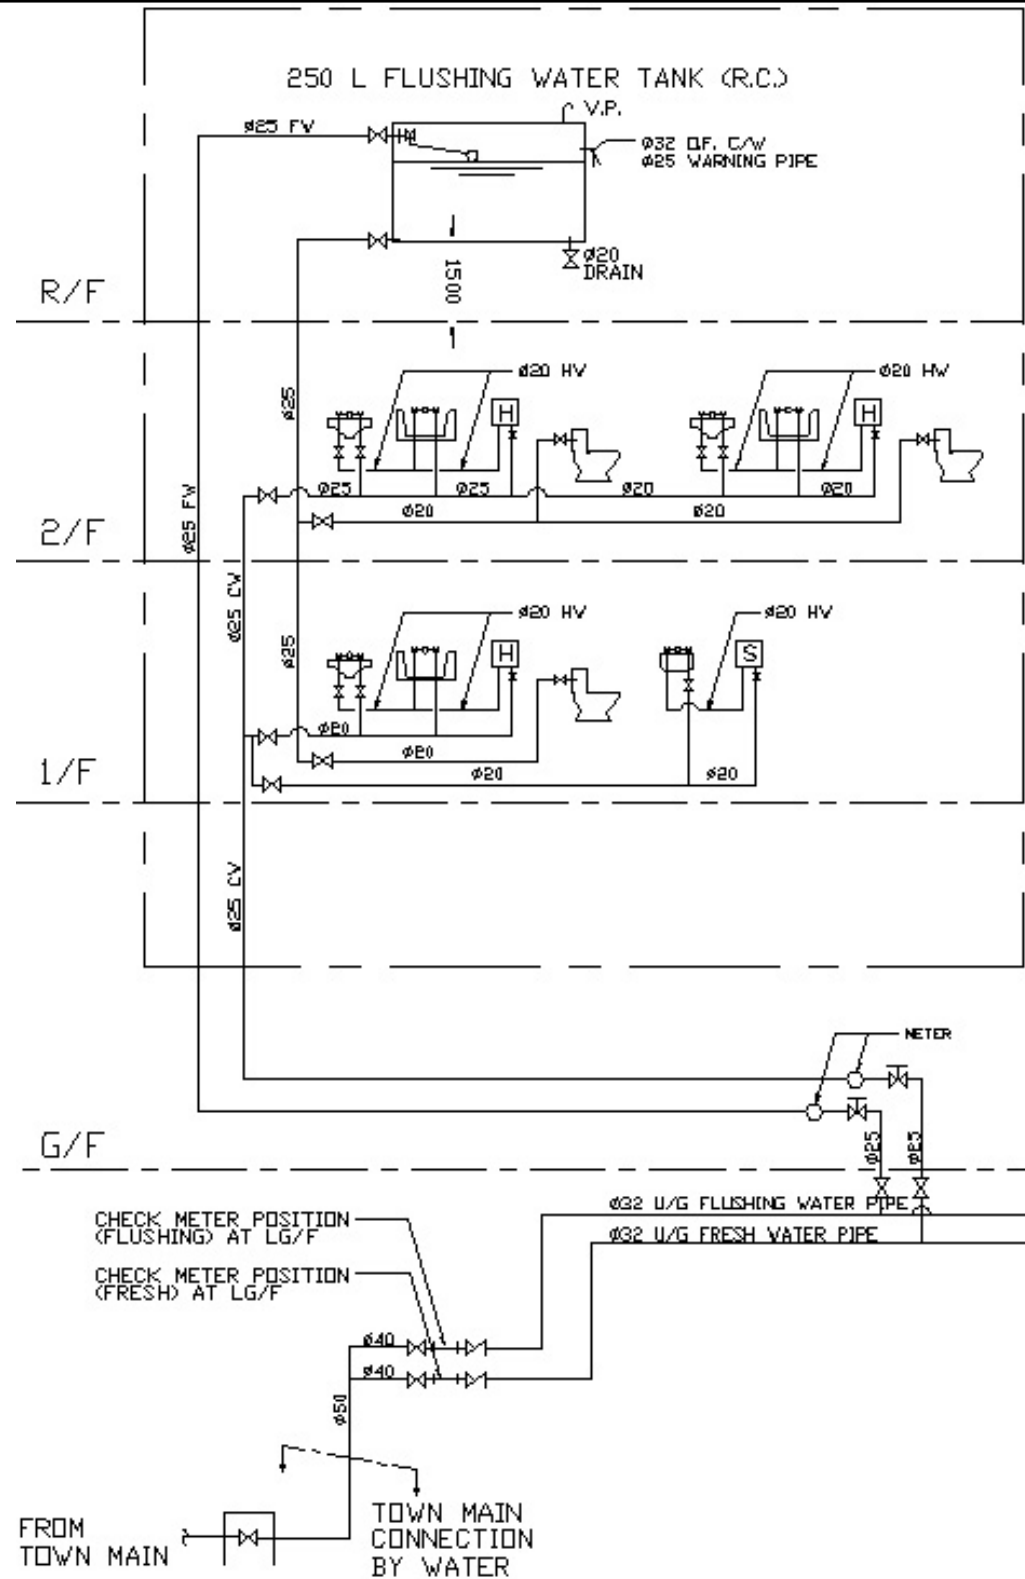 250 L FLUSHING WATER TANK (R.C.)
V.P.
Ø25 FW
Ø32 O.F. C/W
Ø25 WARNING PIPE
Ø20
DRAIN
1500
R/F
Ø20 HW
Ø20 HW
Ø25
H
H
Ø25
Ø25
Ø20
Ø20
Ø20
Ø20
Ø25 FW
2/F
Ø25 CW
Ø20 HW
Ø20 HW
Ø25
H
S
Ø20
Ø20
Ø20
Ø20
1/F
Ø25 CW
METER
G/F
Ø25
Ø25
Ø32 U/G FLUSHING WATER PIPE
Ø32 U/G FRESH WATER PIPE
CHECK METER POSITION
(FLUSHING) AT LG/F
CHECK METER POSITION
(FRESH) AT LG/F
Ø40
Ø40
Ø50
FROM
TOWN MAIN
TOWN MAIN
CONNECTION
BY WATER